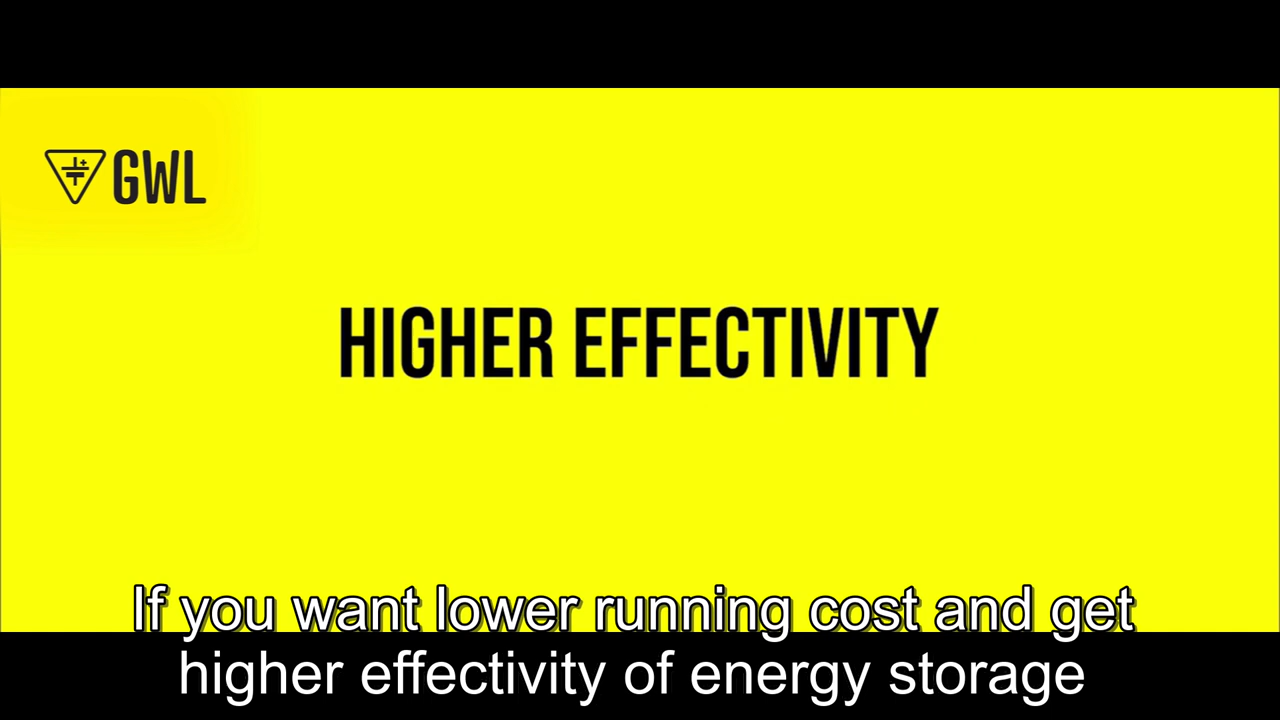 GWL
HIGHER EFFECTIVITY
If you want lower running cost and get
higher effectivity of energy storage